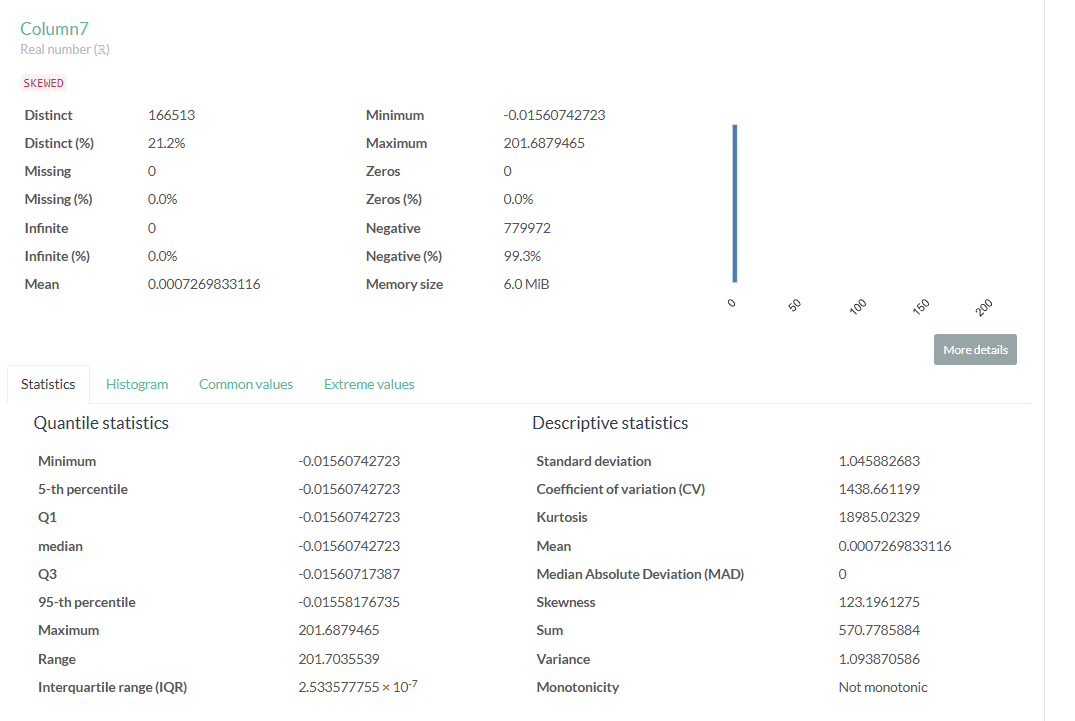 Column7
Real number (ℝ)
SKEWED
Distinct 166513
Distinct (%) 21.2%
Missing 0
Missing (%) 0.0%
Infinite 0
Infinite (%) 0.0%
Mean 0.0007269833116
Minimum -0.01560742723
Maximum 201.6879465
Zeros 0
Zeros (%) 0.0%
Negative 779972
Negative (%) 99.3%
Memory size 6.0 MiB
0 50 100 150 200
More details
Statistics Histogram Common values Extreme values
Quantile statistics
Minimum -0.01560742723
5-th percentile -0.01560742723
Q1 -0.01560742723
median -0.01560742723
Q3 -0.01560717387
95-th percentile -0.01558176735
Maximum 201.6879465
Range 201.7035539
Interquartile range (IQR) 2.533577755 × 10⁻⁷
Descriptive statistics
Standard deviation 1.045882683
Coefficient of variation (CV) 1438.661199
Kurtosis 18985.02329
Mean 0.0007269833116
Median Absolute Deviation (MAD) 0
Skewness 123.1961275
Sum 570.7785884
Variance 1.093870586
Monotonicity Not monotonic